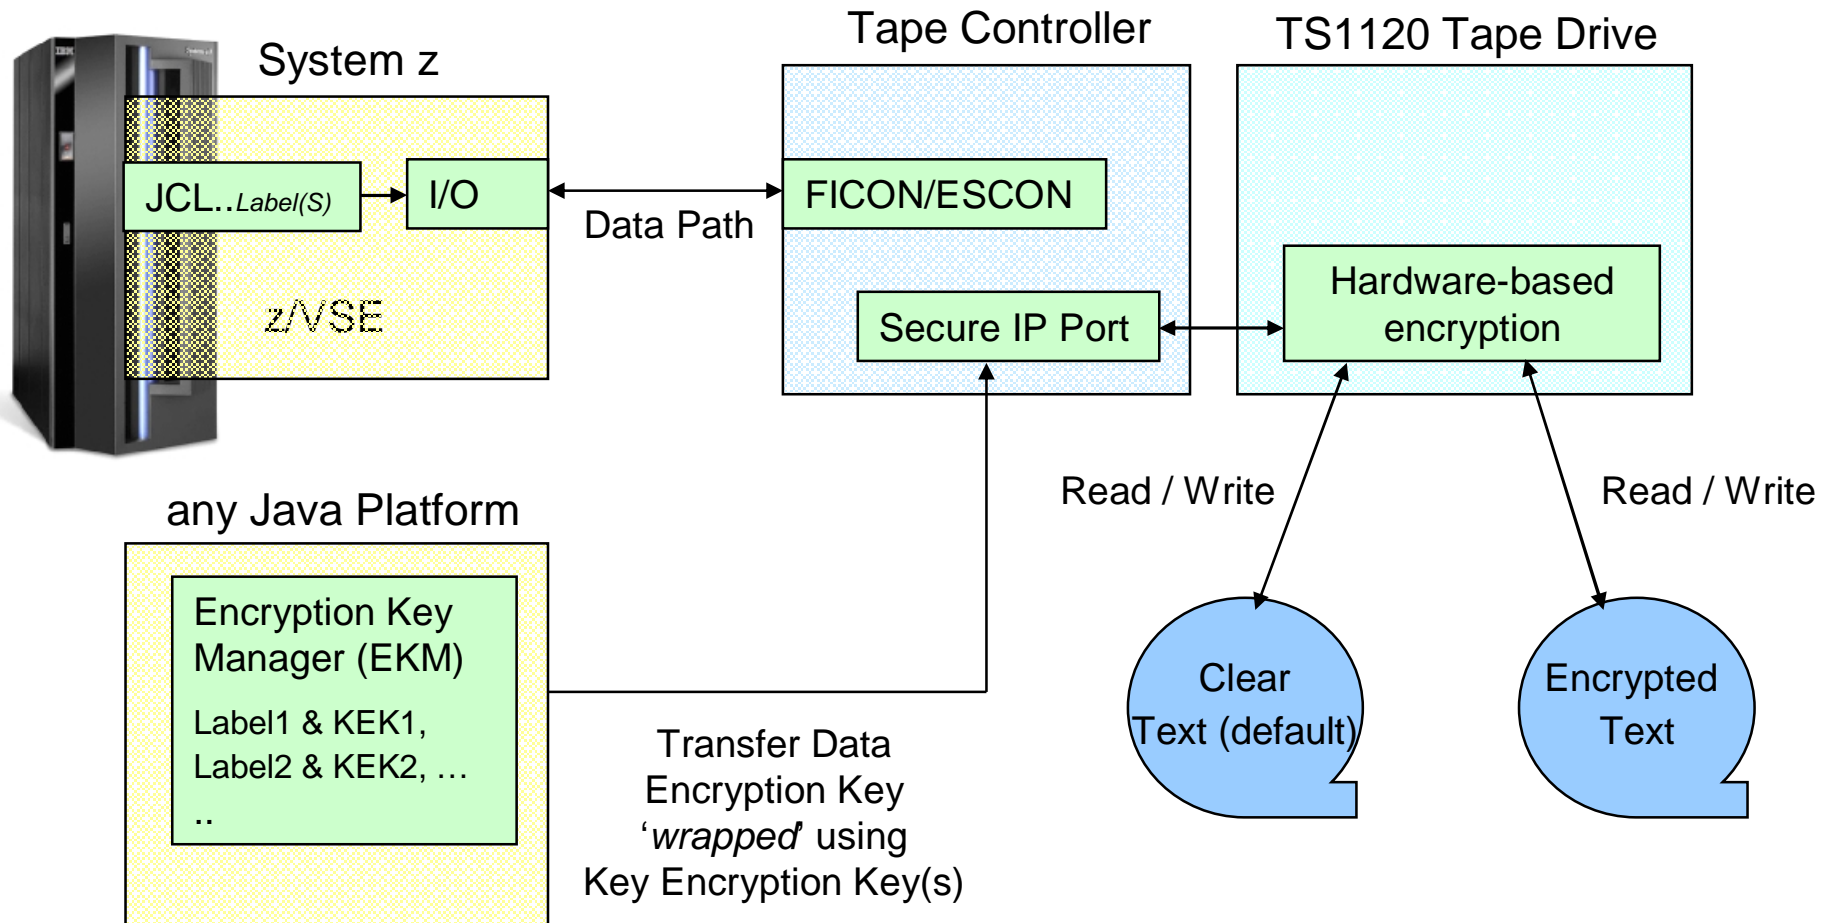 System z
Tape Controller
TS1120 Tape Drive
IBM
JCL..Label(S)
I/O
Data Path
FICON/ESCON
z/VSE
Secure IP Port
Hardware-based
encryption
any Java Platform
Encryption Key
Manager (EKM)
Label1 & KEK1,
Label2 & KEK2, …
..
Transfer Data
Encryption Key
‘wrapped’ using
Key Encryption Key(s)
Read / Write
Read / Write
Clear
Text (default)
Encrypted
Text